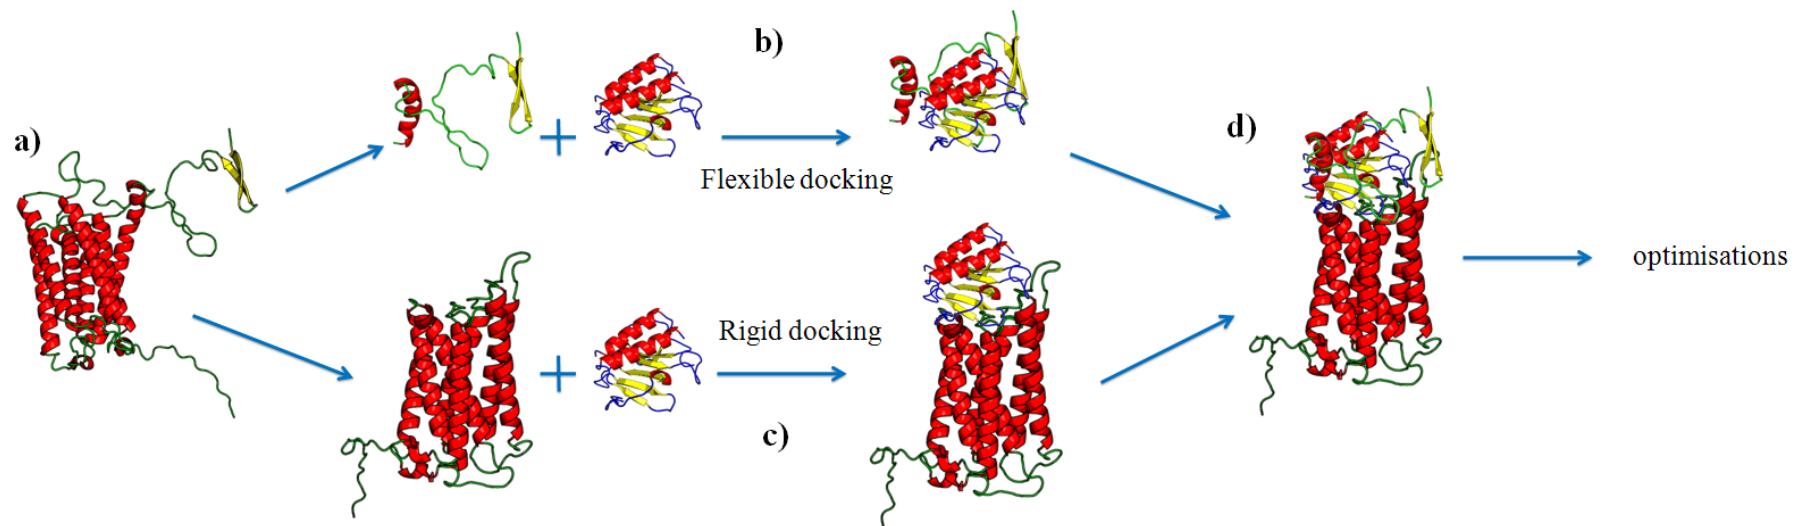 a)
b)
Flexible docking
Rigid docking
c)
d)
optimisations